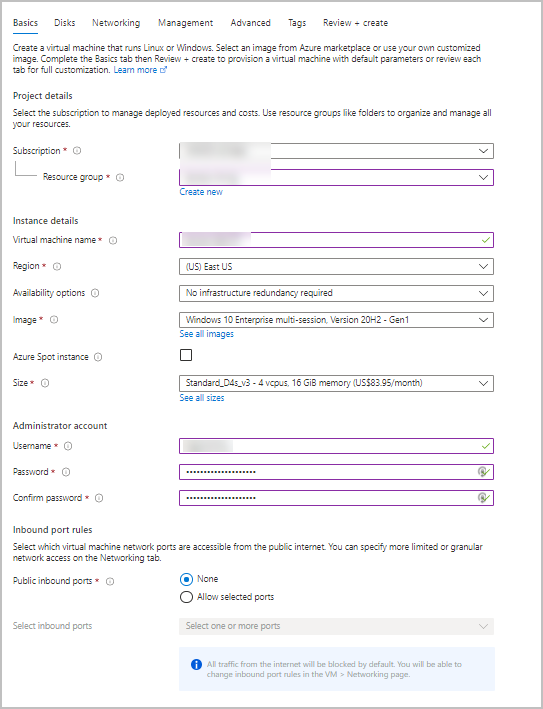 Basics Disks Networking Management Advanced Tags Review + create
Create a virtual machine that runs Linux or Windows. Select an image from Azure marketplace or use your own customized
image. Complete the Basics tab then Review + create to provision a virtual machine with default parameters or review each
tab for full customization. Learn more
Project details
Select the subscription to manage deployed resources and costs. Use resource groups like folders to organize and manage all
your resources.
Subscription *
Resource group *
Create new
Instance details
Virtual machine name *
Region * (US) East US
Availability options No infrastructure redundancy required
Image * Windows 10 Enterprise multi-session, Version 20H2 - Gen1
See all images
Azure Spot instance
Size * Standard_D4s_v3 - 4 vcpus, 16 GiB memory (US$83.95/month)
See all sizes
Administrator account
Username *
Password * ••••••••••••••••••••
Confirm password * ••••••••••••••••••••
Inbound port rules
Select which virtual machine network ports are accessible from the public internet. You can specify more limited or granular
network access on the Networking tab.
Public inbound ports * None
Allow selected ports
Select inbound ports Select one or more ports
All traffic from the internet will be blocked by default. You will be able to
change inbound port rules in the VM > Networking page.